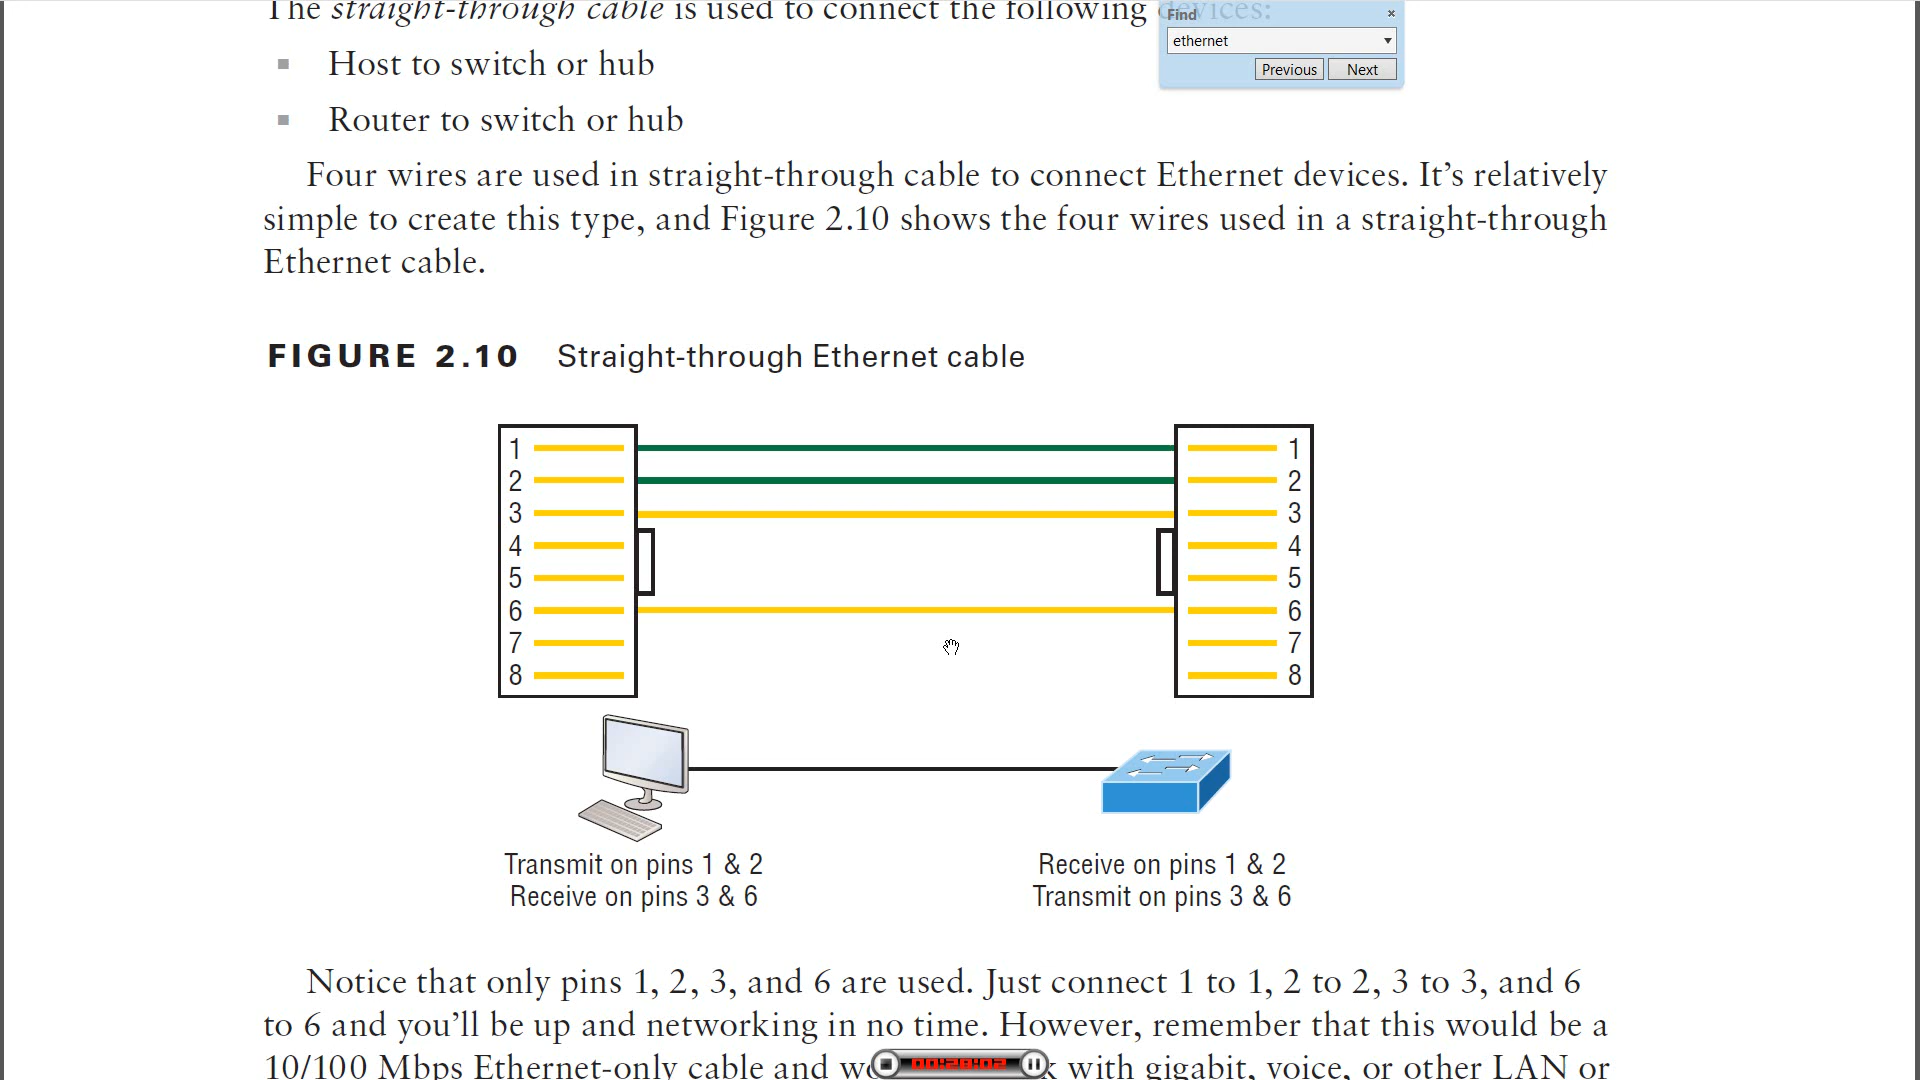 The straight-through cable is used to connect the following devices:
Find
ethernet
Previous Next
■ Host to switch or hub
■ Router to switch or hub
Four wires are used in straight-through cable to connect Ethernet devices. It’s relatively
simple to create this type, and Figure 2.10 shows the four wires used in a straight-through
Ethernet cable.
FIGURE 2.10 Straight-through Ethernet cable
1 1
2 2
3 3
4 4
5 5
6 6
7 7
8 8
Transmit on pins 1 & 2
Receive on pins 3 & 6
Receive on pins 1 & 2
Transmit on pins 3 & 6
Notice that only pins 1, 2, 3, and 6 are used. Just connect 1 to 1, 2 to 2, 3 to 3, and 6
to 6 and you’ll be up and networking in no time. However, remember that this would be a
10/100 Mbps Ethernet-only cable and with gigabit, voice, or other LAN or
00:28:02